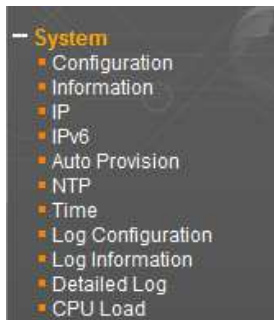 System
Configuration
Information
IP
IPv6
Auto Provision
NTP
Time
Log Configuration
Log Information
Detailed Log
CPU Load